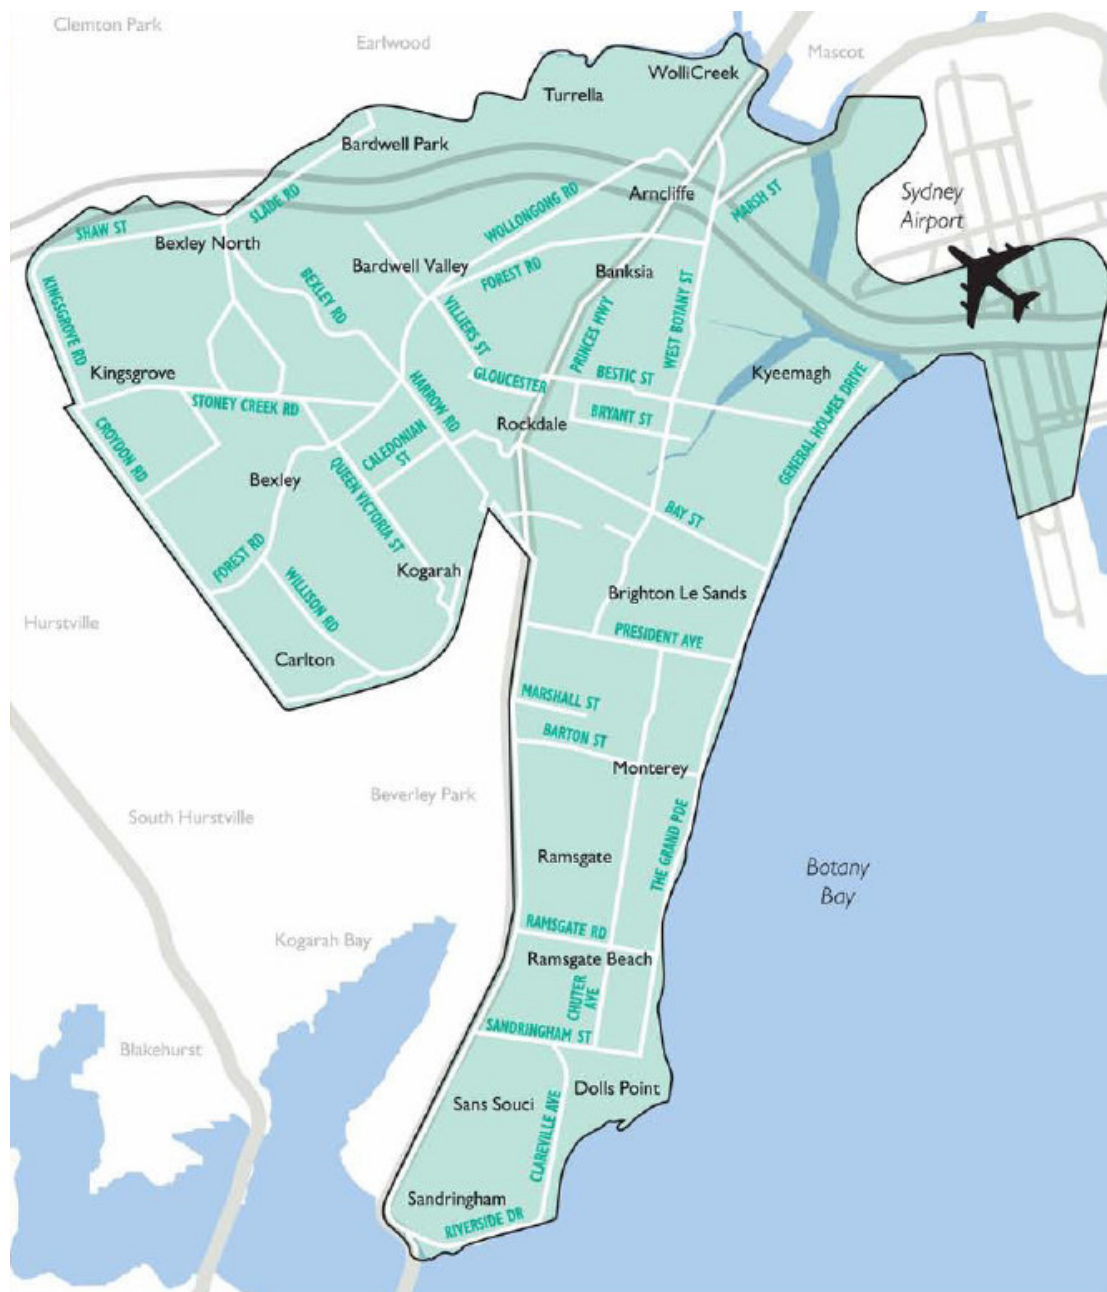 Clemton Park
Earlwood
Mascot
WolliCreek
Turrella
Bardwell Park
SLADE RD
SHAW ST
Bexley North
WOLLONGONG RD
Arncliffe
MARSH ST
Sydney
Airport
Bardwell Valley
FOREST RD
Banksia
BEXLEY RD
KINGSGROVE RD
VILLIERS ST
PRINCES HWY
WEST BOTANY ST
Kingsgrove
GLOUCESTER
BESTIC ST
Kyeemagh
STONEY CREEK RD
HARROW RD
BRYANT ST
GENERAL HOLMES DRIVE
Rockdale
CROYDON RD
CALEDONIAN
ST
Bexley
QUEEN VICTORIA ST
BAY ST
FOREST RD
Kogarah
WILLISON RD
Brighton Le Sands
Hurstville
PRESIDENT AVE
Carlton
MARSHALL ST
BARTON ST
Monterey
Beverley Park
South Hurstville
THE GRAND PDE
Ramsgate
Botany
Bay
RAMSGATE RD
Kogarah Bay
Ramsgate Beach
CHUTER
AVE
SANDRINGHAM ST
Blakehurst
Dolls Point
Sans Souci
CLAREVILLE AVE
Sandringham
RIVERSIDE DR